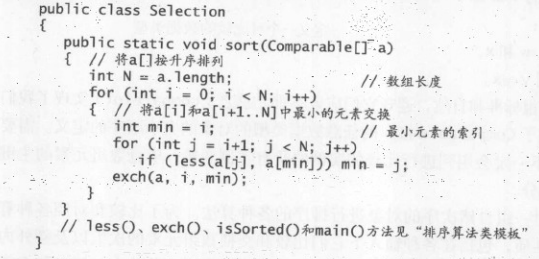 public class Selection
{
public static void sort(Comparable[] a)
{ // 将a[]按升序排列
int N = a.length; // 数组长度
for (int i = 0; i < N; i++)
{ // 将a[i]和a[i+1..N]中最小的元素交换
int min = i; // 最小元素的索引
for (int j = i+1; j < N; j++)
if (less(a[j], a[min])) min = j;
exch(a, i, min);
}
}
// less()、exch()、isSorted()和main()方法见“排序算法类模板”
}